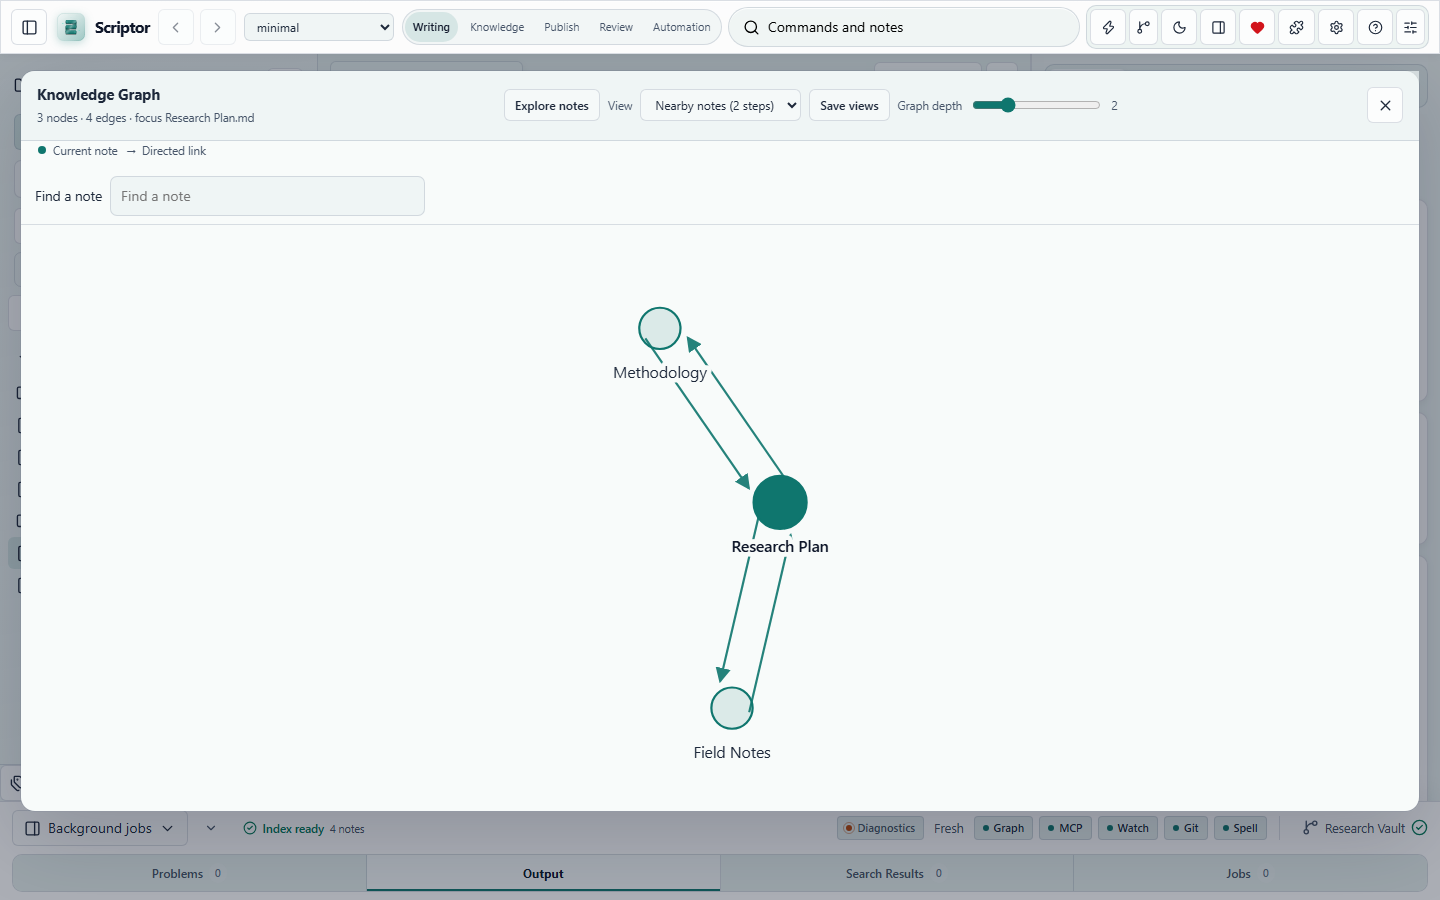 Scriptor
minimal
Writing
Knowledge
Publish
Review
Automation
Commands and notes
Knowledge Graph
3 nodes · 4 edges · focus Research Plan.md
Explore notes
View
Nearby notes (2 steps)
Save views
Graph depth
2
Current note → Directed link
Find a note
Find a note
Methodology
Research Plan
Field Notes
Background jobs
Index ready 4 notes
Diagnostics
Fresh
Graph
MCP
Watch
Git
Spell
Research Vault
Problems 0
Output
Search Results 0
Jobs 0